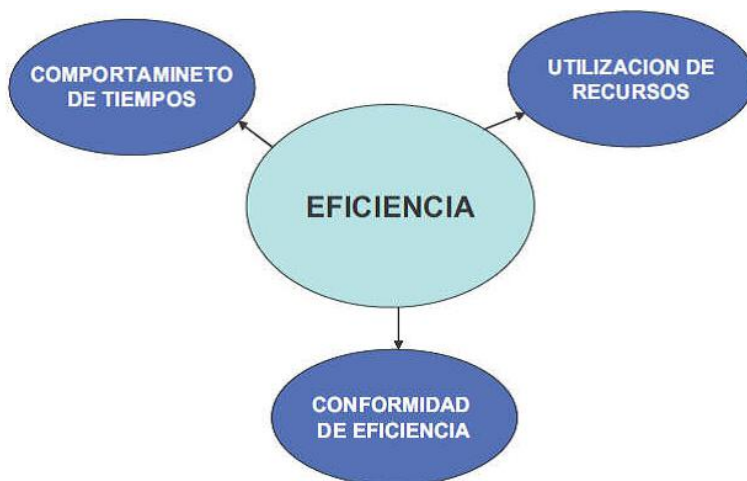 COMPORTAMINETO
DE TIEMPOS
UTILIZACION DE
RECURSOS
EFICIENCIA
CONFORMIDAD
DE EFICIENCIA